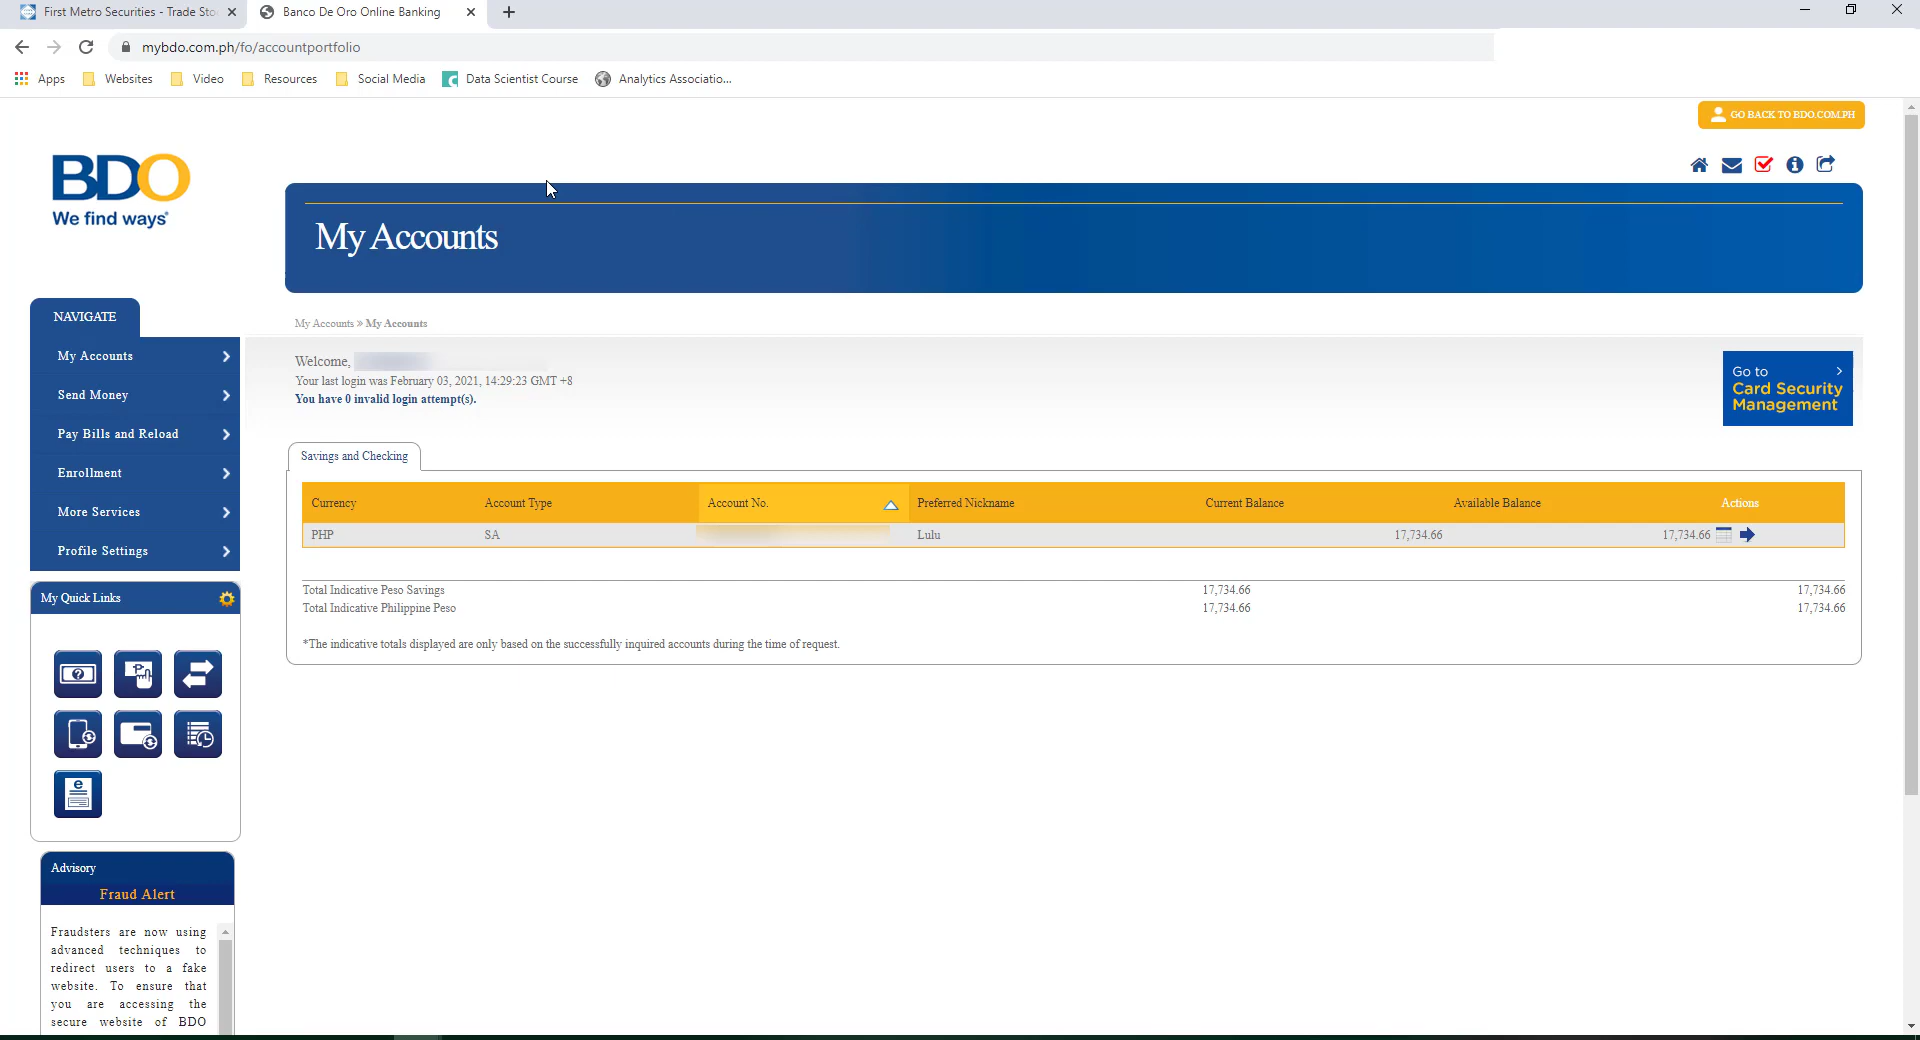 First Metro Securities - Trade Sto
Banco De Oro Online Banking
mybdo.com.ph/fo/accountportfolio
Apps
Websites
Video
Resources
Social Media
Data Scientist Course
Analytics Associatio...
GO BACK TO BDO.COM.PH
BDO
We find ways
My Accounts
NAVIGATE
My Accounts
Send Money
Pay Bills and Reload
Enrollment
More Services
Profile Settings
My Quick Links
Advisory
Fraud Alert
Fraudsters are now using
advanced techniques to
redirect users to a fake
website. To ensure that
you are accessing the
secure website of BDO
My Accounts » My Accounts
Welcome,
Your last login was February 03, 2021, 14:29:23 GMT +8
You have 0 invalid login attempt(s).
Go to
Card Security
Management
Savings and Checking
Currency Account Type Account No. Preferred Nickname Current Balance Available Balance Actions
PHP SA Lulu 17,734.66 17,734.66
Total Indicative Peso Savings 17,734.66 17,734.66
Total Indicative Philippine Peso 17,734.66 17,734.66
*The indicative totals displayed are only based on the successfully inquired accounts during the time of request.